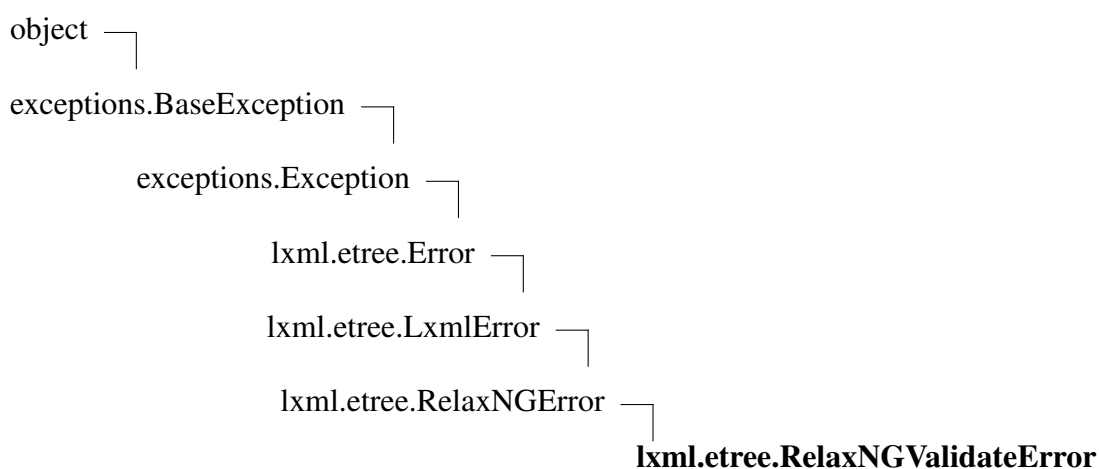 object
exceptions.BaseException
exceptions.Exception
lxml.etree.Error
lxml.etree.LxmlError
lxml.etree.RelaxNGError
lxml.etree.RelaxNGValidateError